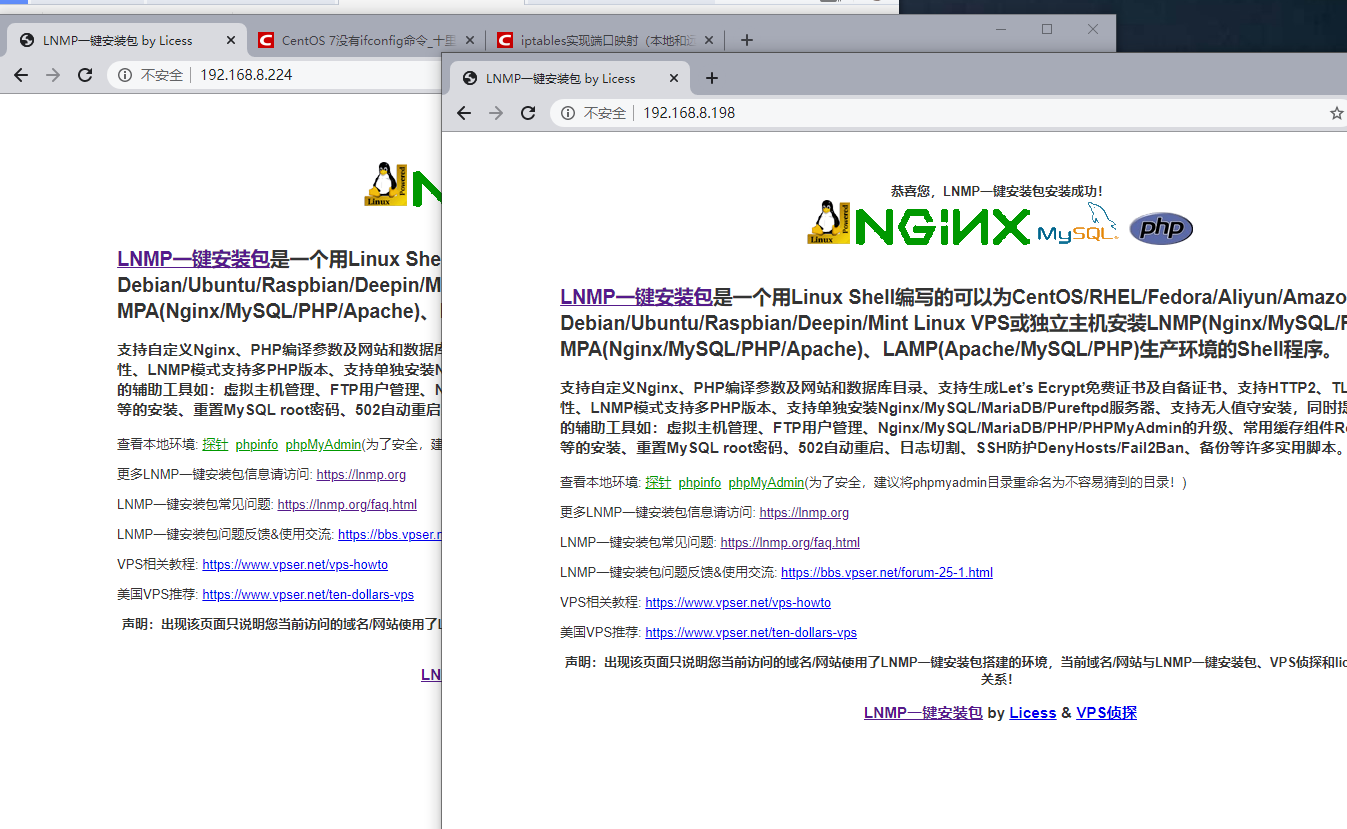 LNMP一键安装包 by Licess
CentOS 7没有ifconfig命令_十里
iptables实现端口映射（本地和远
不安全
192.168.8.224
Powered
Linux
N
LNMP一键安装包是一个用Linux She
Debian/Ubuntu/Raspbian/Deepin/M
MPA(Nginx/MySQL/PHP/Apache)、
支持自定义Nginx、PHP编译参数及网站和数据库
性、LNMP模式支持多PHP版本、支持单独安装N
的辅助工具如：虚拟主机管理、FTP用户管理、N
等的安装、重置MySQL root密码、502自动重启
查看本地环境: 探针 phpinfo phpMyAdmin(为了安全，建
更多LNMP一键安装包信息请访问: https://lnmp.org
LNMP一键安装包常见问题: https://lnmp.org/faq.html
LNMP一键安装包问题反馈&使用交流: https://bbs.vpser.n
VPS相关教程: https://www.vpser.net/vps-howto
美国VPS推荐: https://www.vpser.net/ten-dollars-vps
声明：出现该页面只说明您当前访问的域名/网站使用了L
LN
LNMP一键安装包 by Licess
不安全
192.168.8.198
恭喜您，LNMP一键安装包安装成功！
Powered
Linux
NGiNX
MySQL
php
LNMP一键安装包是一个用Linux Shell编写的可以为CentOS/RHEL/Fedora/Aliyun/Amazo
Debian/Ubuntu/Raspbian/Deepin/Mint Linux VPS或独立主机安装LNMP(Nginx/MySQL/P
MPA(Nginx/MySQL/PHP/Apache)、LAMP(Apache/MySQL/PHP)生产环境的Shell程序。
支持自定义Nginx、PHP编译参数及网站和数据库目录、支持生成Let's Ecrypt免费证书及自备证书、支持HTTP2、TL
性、LNMP模式支持多PHP版本、支持单独安装Nginx/MySQL/MariaDB/Pureftpd服务器、支持无人值守安装，同时提
的辅助工具如：虚拟主机管理、FTP用户管理、Nginx/MySQL/MariaDB/PHP/PHPMyAdmin的升级、常用缓存组件Re
等的安装、重置MySQL root密码、502自动重启、日志切割、SSH防护DenyHosts/Fail2Ban、备份等许多实用脚本。
查看本地环境: 探针 phpinfo phpMyAdmin(为了安全，建议将phpmyadmin目录重命名为不容易猜到的目录！)
更多LNMP一键安装包信息请访问: https://lnmp.org
LNMP一键安装包常见问题: https://lnmp.org/faq.html
LNMP一键安装包问题反馈&使用交流: https://bbs.vpser.net/forum-25-1.html
VPS相关教程: https://www.vpser.net/vps-howto
美国VPS推荐: https://www.vpser.net/ten-dollars-vps
声明：出现该页面只说明您当前访问的域名/网站使用了LNMP一键安装包搭建的环境，当前域名/网站与LNMP一键安装包、VPS侦探和lic
关系！
LNMP一键安装包 by Licess & VPS侦探